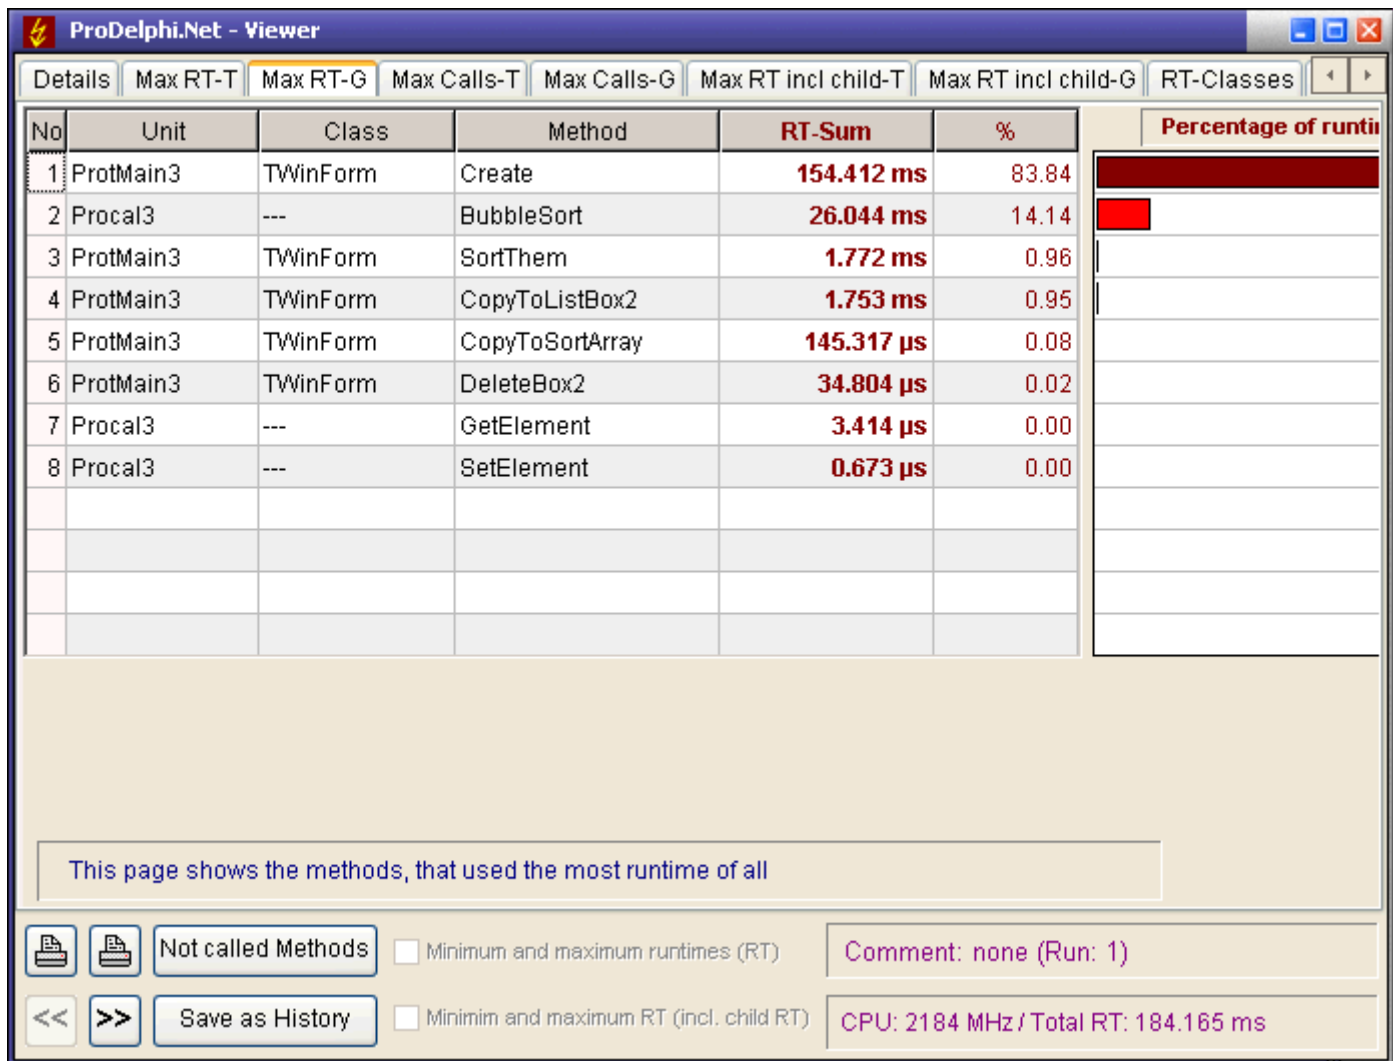 ProDelphi.Net - Viewer
Details Max RT-T Max RT-G Max Calls-T Max Calls-G Max RT incl child-T Max RT incl child-G RT-Classes
No Unit Class Method RT-Sum % Percentage of runti
1 ProtMain3 TWinForm Create 154.412 ms 83.84
2 Procal3 --- BubbleSort 26.044 ms 14.14
3 ProtMain3 TWinForm SortThem 1.772 ms 0.96
4 ProtMain3 TWinForm CopyToListBox2 1.753 ms 0.95
5 ProtMain3 TWinForm CopyToSortArray 145.317 µs 0.08
6 ProtMain3 TWinForm DeleteBox2 34.804 µs 0.02
7 Procal3 --- GetElement 3.414 µs 0.00
8 Procal3 --- SetElement 0.673 µs 0.00
This page shows the methods, that used the most runtime of all
Not called Methods Minimum and maximum runtimes (RT) Comment: none (Run: 1)
<< >> Save as History Minimim and maximum RT (incl. child RT) CPU: 2184 MHz / Total RT: 184.165 ms